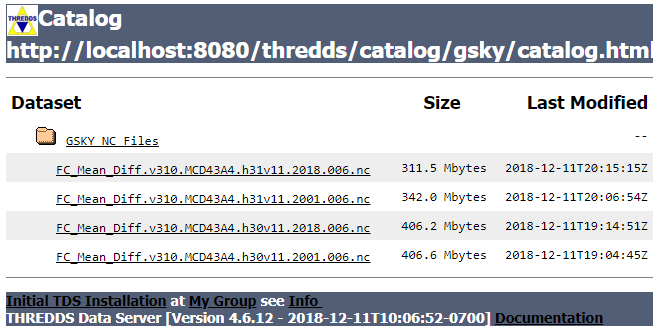 THREDDS
Catalog
http://localhost:8080/thredds/catalog/gsky/catalog.html
Dataset Size Last Modified
GSKY NC Files --
FC_Mean_Diff.v310.MCD43A4.h31v11.2018.006.nc 311.5 Mbytes 2018-12-11T20:15:15Z
FC_Mean_Diff.v310.MCD43A4.h31v11.2001.006.nc 342.0 Mbytes 2018-12-11T20:06:54Z
FC_Mean_Diff.v310.MCD43A4.h30v11.2018.006.nc 406.2 Mbytes 2018-12-11T19:14:51Z
FC_Mean_Diff.v310.MCD43A4.h30v11.2001.006.nc 406.6 Mbytes 2018-12-11T19:04:45Z
Initial TDS Installation at My Group see Info
THREDDS Data Server [Version 4.6.12 - 2018-12-11T10:06:52-0700] Documentation